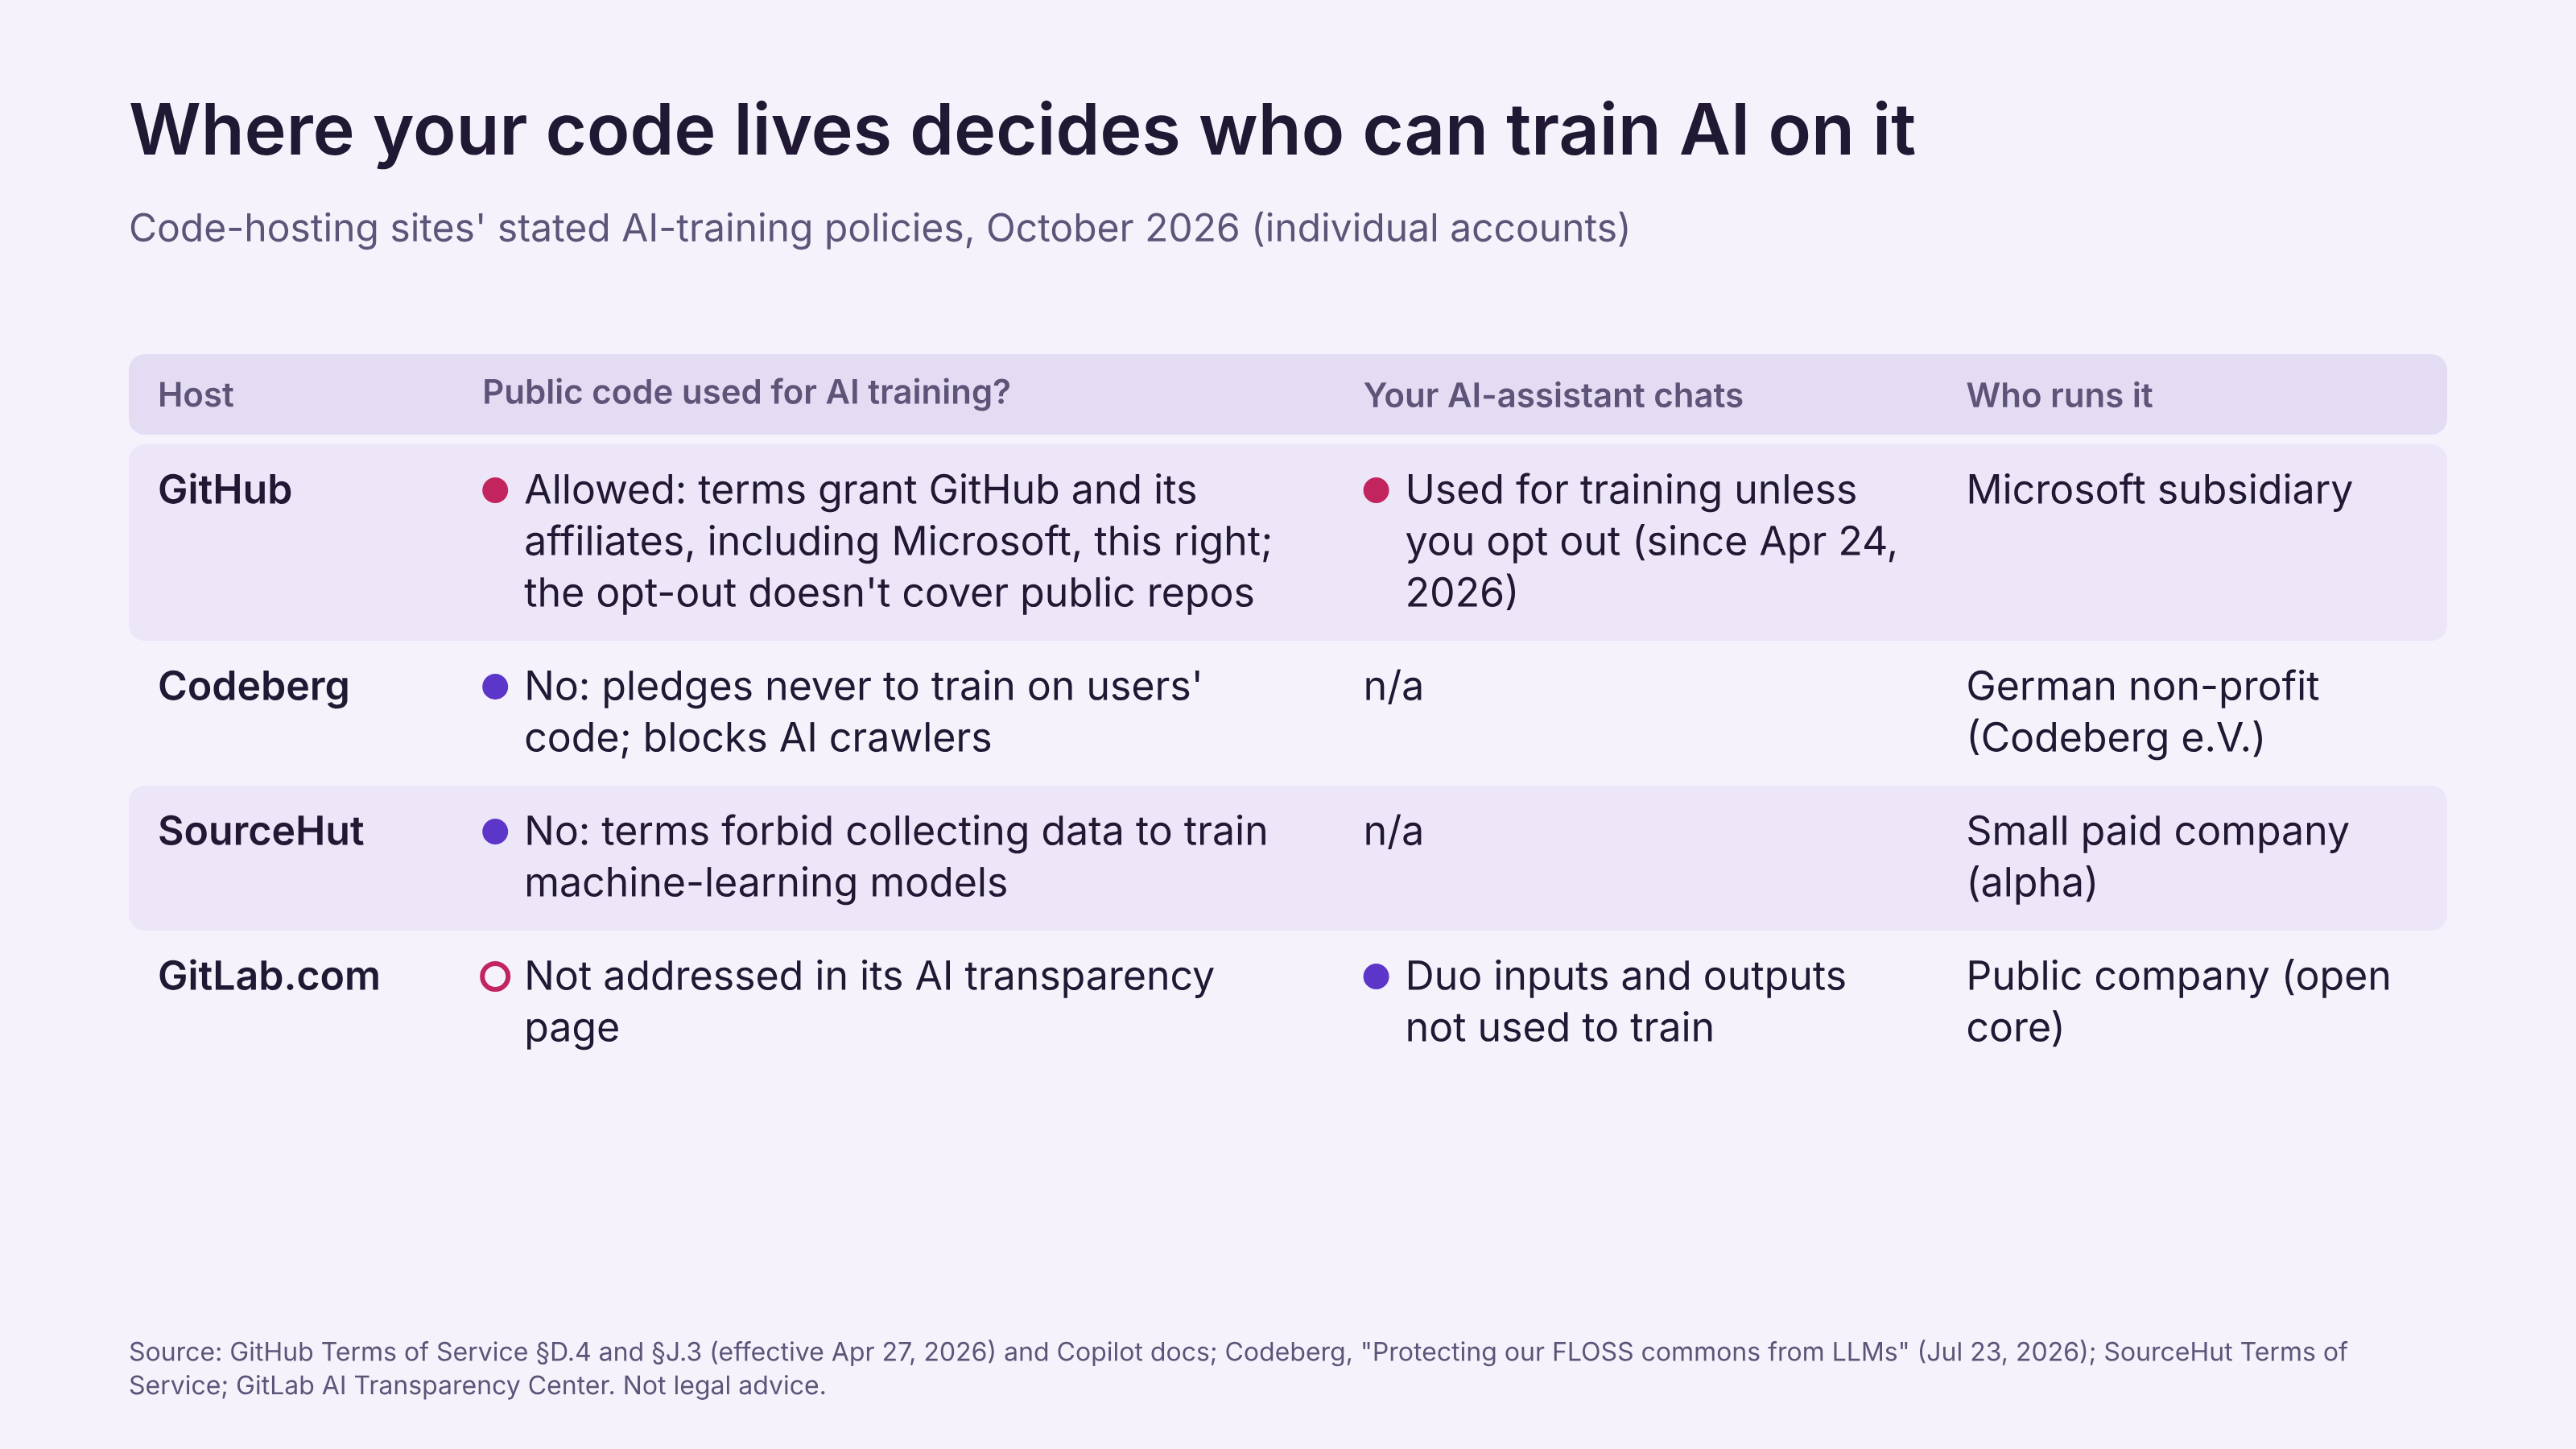 Where your code lives decides who can train AI on it
Code-hosting sites' stated AI-training policies, October 2026 (individual accounts)
Host
Public code used for AI training?
Your AI-assistant chats
Who runs it
GitHub
Allowed: terms grant GitHub and its
affiliates, including Microsoft, this right;
the opt-out doesn't cover public repos
Used for training unless
you opt out (since Apr 24,
2026)
Microsoft subsidiary
Codeberg
No: pledges never to train on users'
code; blocks AI crawlers
n/a
German non-profit
(Codeberg e.V.)
SourceHut
No: terms forbid collecting data to train
machine-learning models
n/a
Small paid company
(alpha)
GitLab.com
Not addressed in its AI transparency
page
Duo inputs and outputs
not used to train
Public company (open
core)
Source: GitHub Terms of Service §D.4 and §J.3 (effective Apr 27, 2026) and Copilot docs; Codeberg, "Protecting our FLOSS commons from LLMs" (Jul 23, 2026); SourceHut Terms of
Service; GitLab AI Transparency Center. Not legal advice.